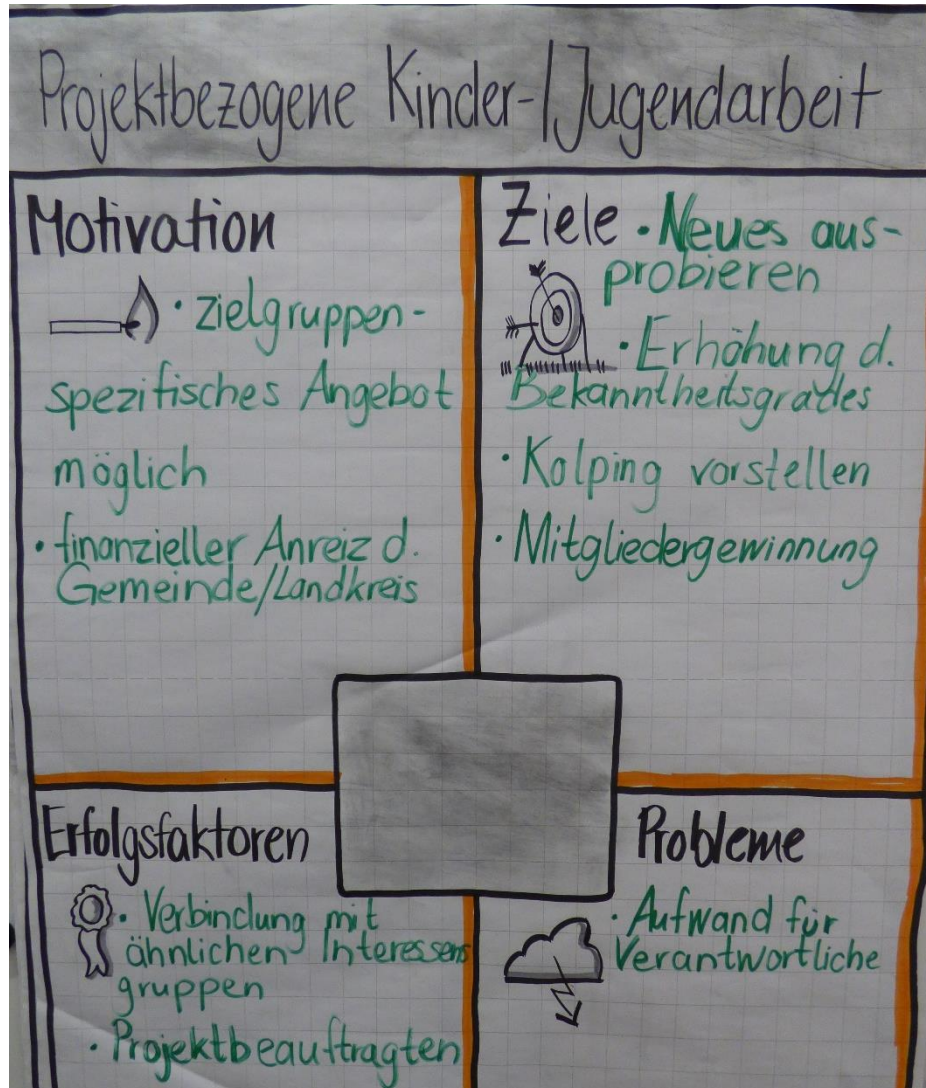 Projektbezogene Kinder-/Jugendarbeit
Motivation
• zielgruppen-
spezifisches Angebot
möglich
• finanzieller Anreiz d.
Gemeinde/Landkreis
Ziele • Neues aus-
probieren
• Erhöhung d.
Bekanntheitsgrades
• Kolping vorstellen
• Mitgliedergewinnung
Erfolgsfaktoren
• Verbindung mit
ähnlichen Interessens
gruppen
• Projektbeauftragten
Probleme
• Aufwand für
Verantwortliche